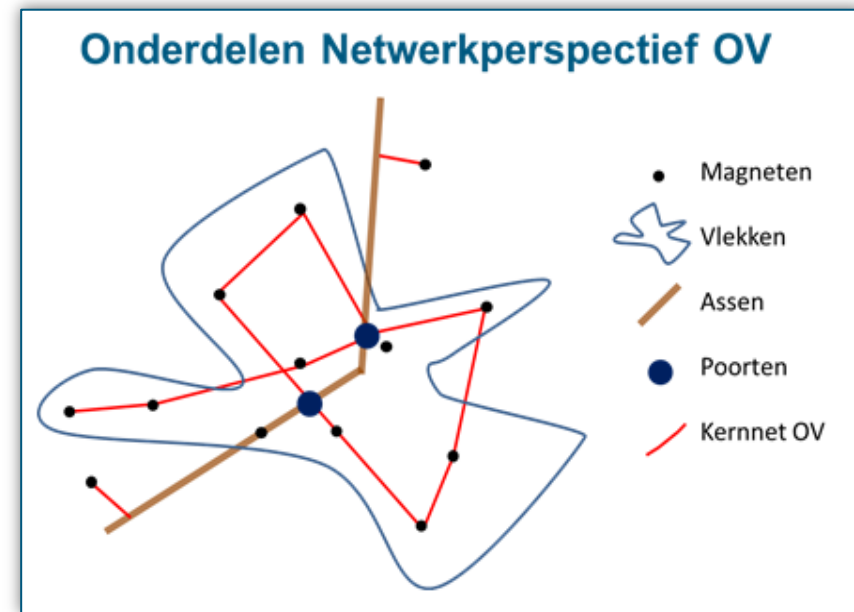 Onderdelen Netwerkperspectief OV
Magneten
Vlekken
Assen
Poorten
Kernnet OV